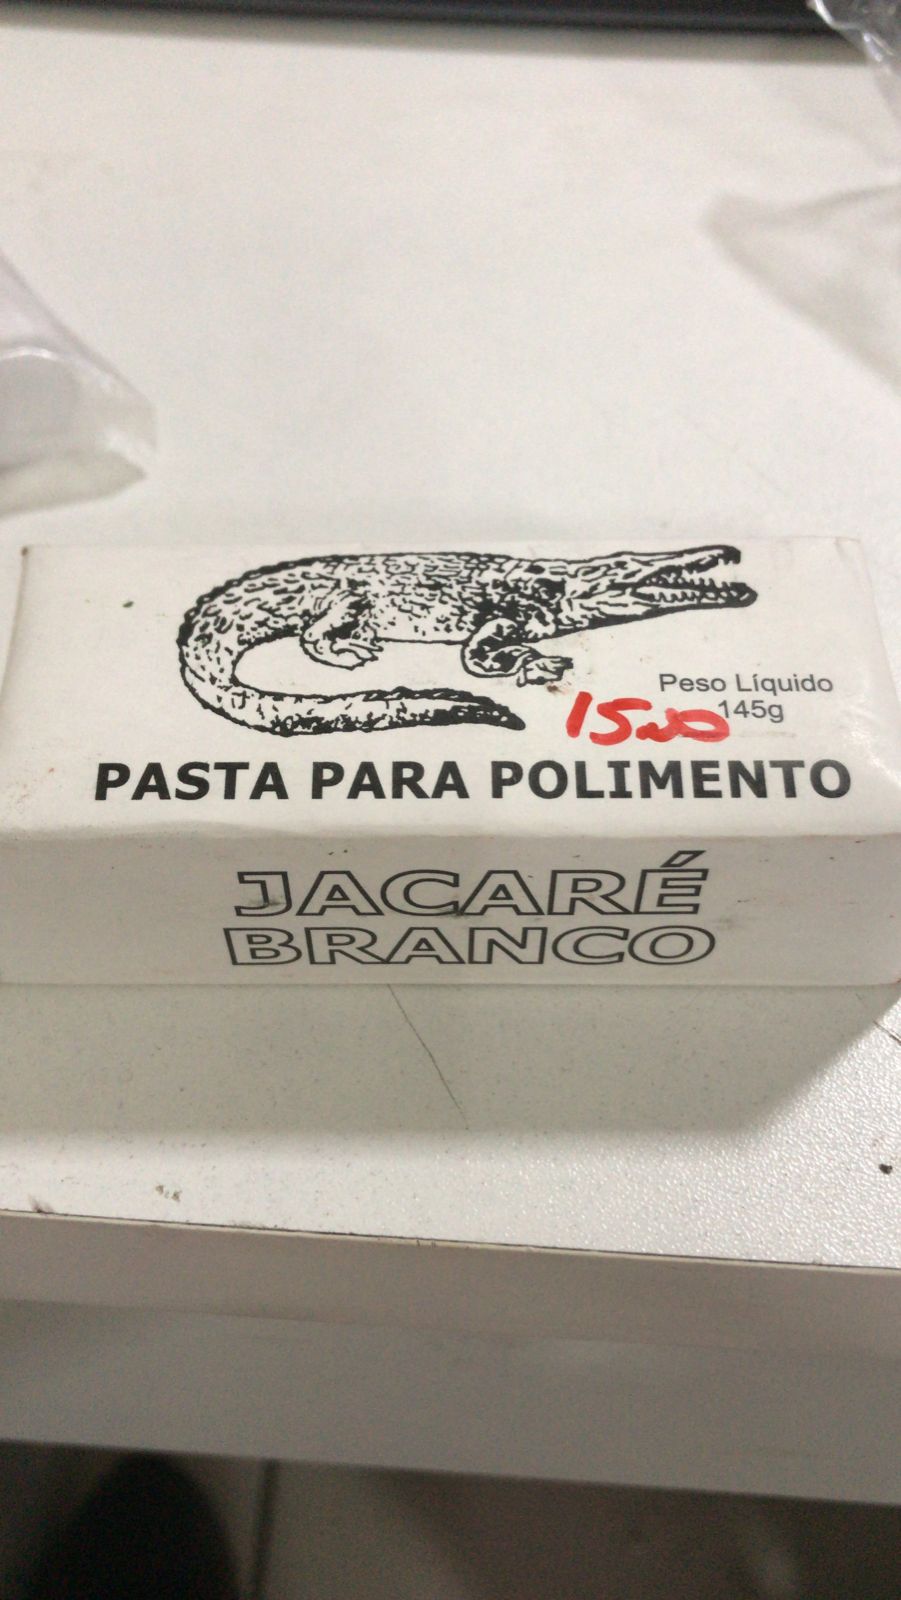 Peso Líquido
145g
15,00
PASTA PARA POLIMENTO
JACARÉ
BRANCO